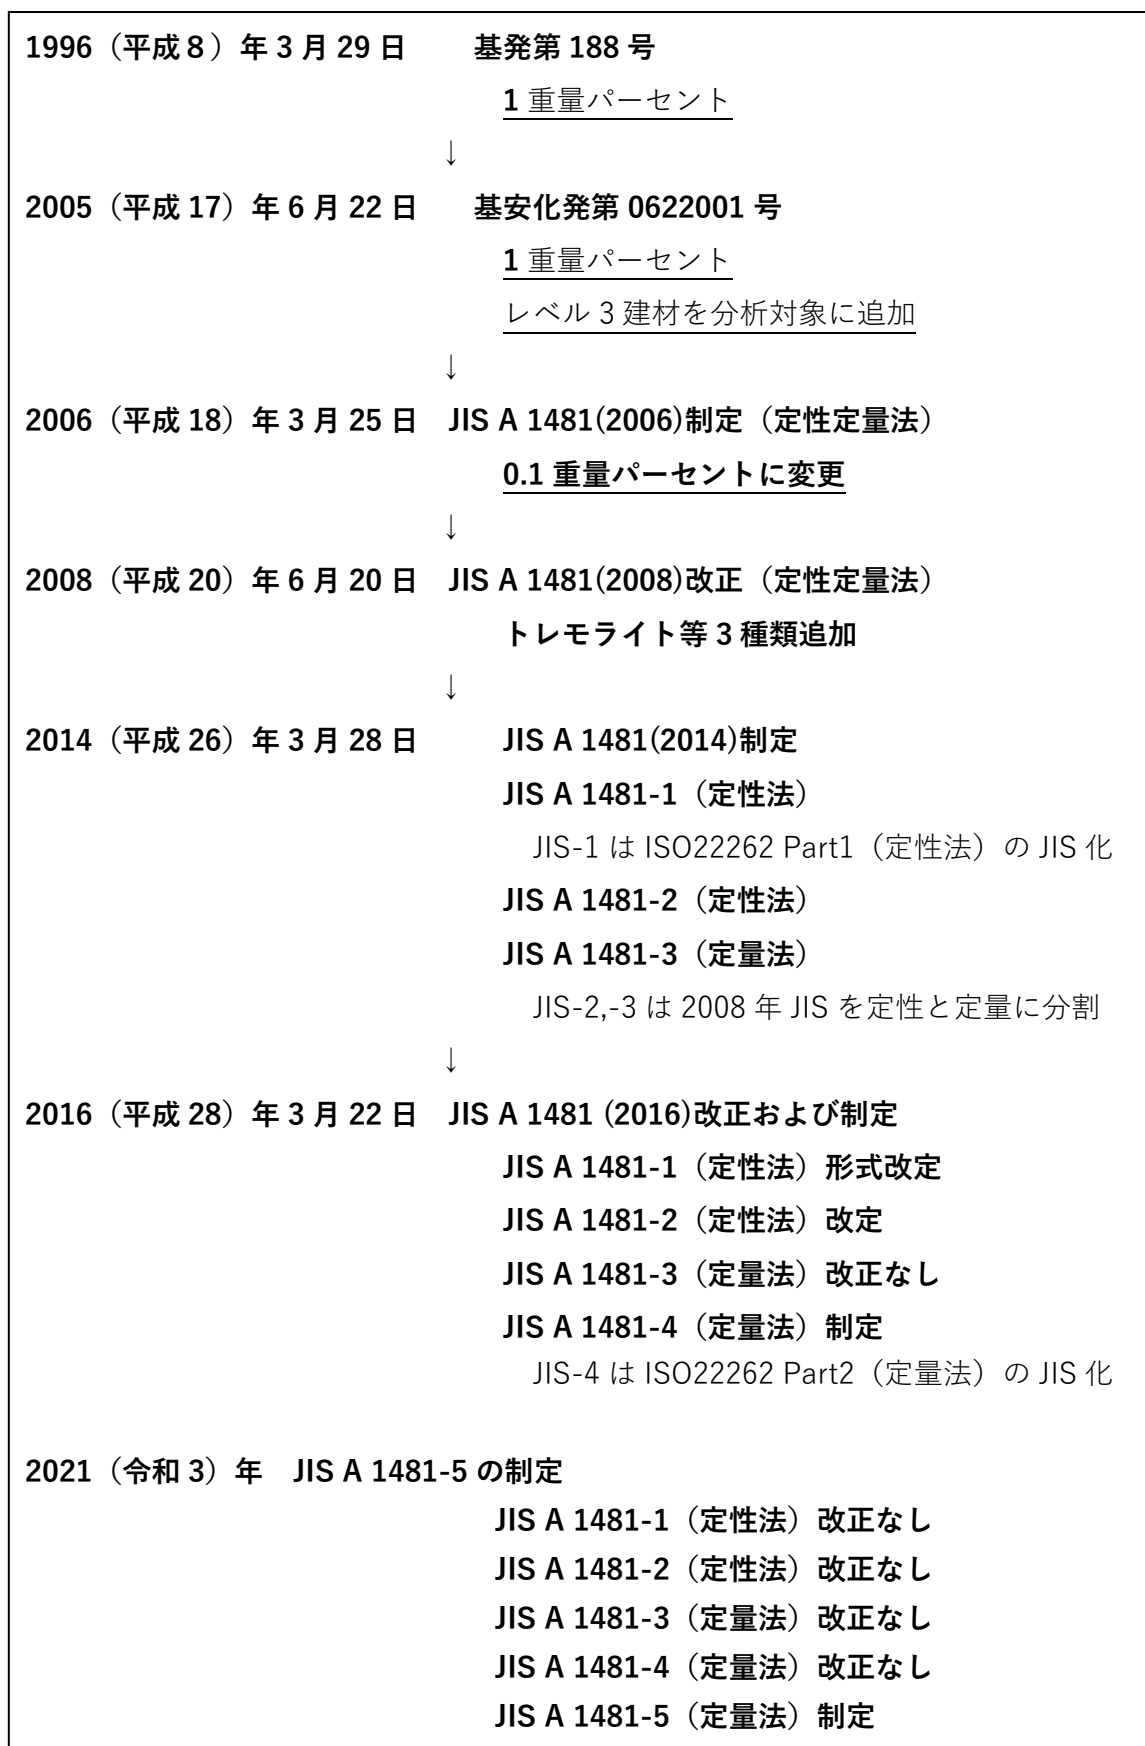 1996（平成８）年 3 月 29 日　　基発第 188 号
1 重量パーセント
↓
2005（平成 17）年 6 月 22 日　　基安化発第 0622001 号
1 重量パーセント
レベル 3 建材を分析対象に追加
↓
2006（平成 18）年 3 月 25 日　JIS A 1481(2006)制定（定性定量法）
0.1 重量パーセントに変更
↓
2008（平成 20）年 6 月 20 日　JIS A 1481(2008)改正（定性定量法）
トレモライト等 3 種類追加
↓
2014（平成 26）年 3 月 28 日　　　JIS A 1481(2014)制定
JIS A 1481-1（定性法）
JIS-1 は ISO22262 Part1（定性法）の JIS 化
JIS A 1481-2（定性法）
JIS A 1481-3（定量法）
JIS-2,-3 は 2008 年 JIS を定性と定量に分割
↓
2016（平成 28）年 3 月 22 日　JIS A 1481 (2016)改正および制定
JIS A 1481-1（定性法）形式改定
JIS A 1481-2（定性法）改定
JIS A 1481-3（定量法）改正なし
JIS A 1481-4（定量法）制定
JIS-4 は ISO22262 Part2（定量法）の JIS 化
2021（令和 3）年　JIS A 1481-5 の制定
JIS A 1481-1（定性法）改正なし
JIS A 1481-2（定性法）改正なし
JIS A 1481-3（定量法）改正なし
JIS A 1481-4（定量法）改正なし
JIS A 1481-5（定量法）制定